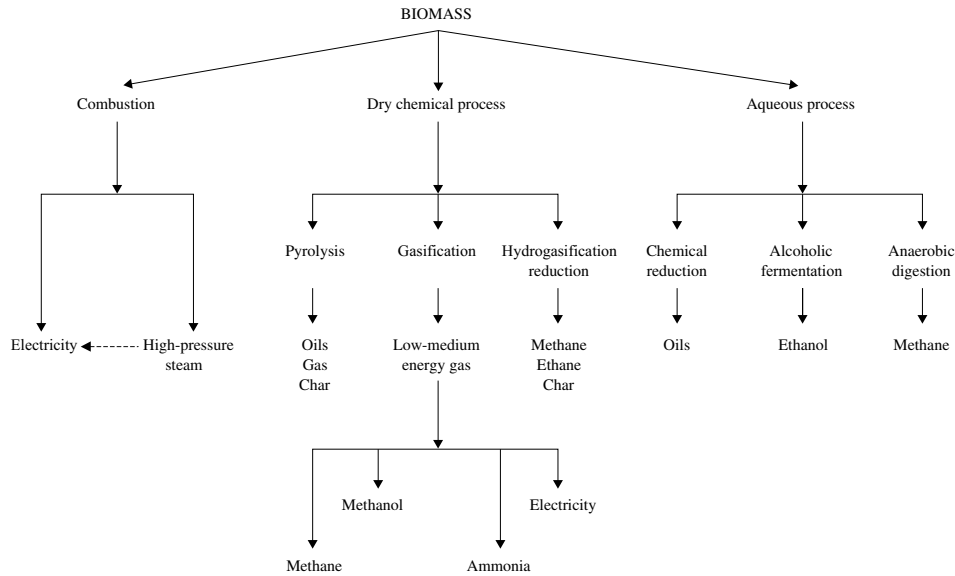 BIOMASS
Combustion
Dry chemical process
Aqueous process
Pyrolysis
Gasification
Hydrogasification
reduction
Chemical
reduction
Alcoholic
fermentation
Anaerobic
digestion
Electricity
High-pressure
steam
Oils
Gas
Char
Low-medium
energy gas
Methane
Ethane
Char
Oils
Ethanol
Methane
Methanol
Electricity
Methane
Ammonia